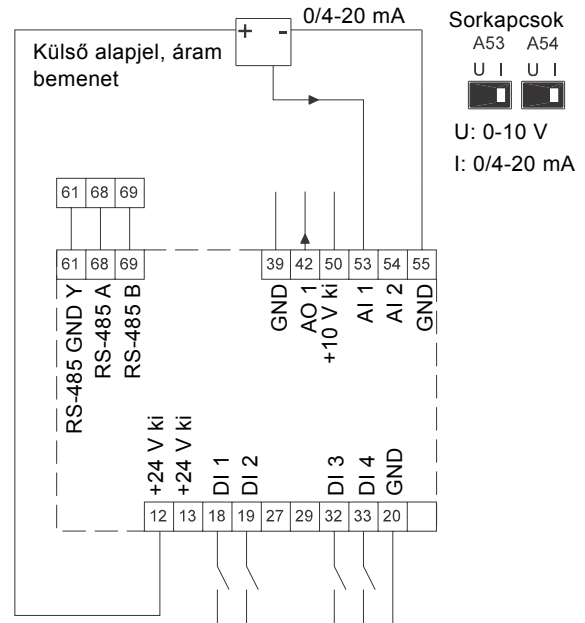 + -
0/4-20 mA
Külső alapjel, áram
bemenet
Sorkapcsok
A53 A54
U I U I
U: 0-10 V
I: 0/4-20 mA
61 68 69
61 68 69
39 42 50 53 54 55
RS-485 GND Y
RS-485 A
RS-485 B
GND
AO 1
+10 V ki
AI 1
AI 2
GND
+24 V ki
+24 V ki
DI 1
DI 2
DI 3
DI 4
GND
12 13 18 19 27 29 32 33 20